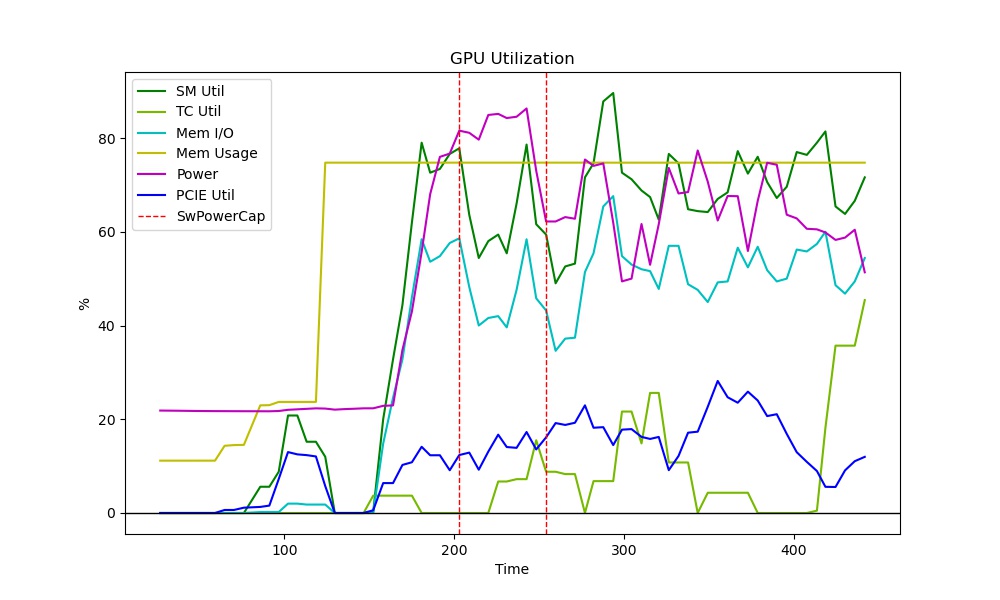 GPU Utilization
SM Util
TC Util
Mem I/O
Mem Usage
Power
PCIE Util
SwPowerCap
80
60
40
20
0
%
100
200
300
400
Time